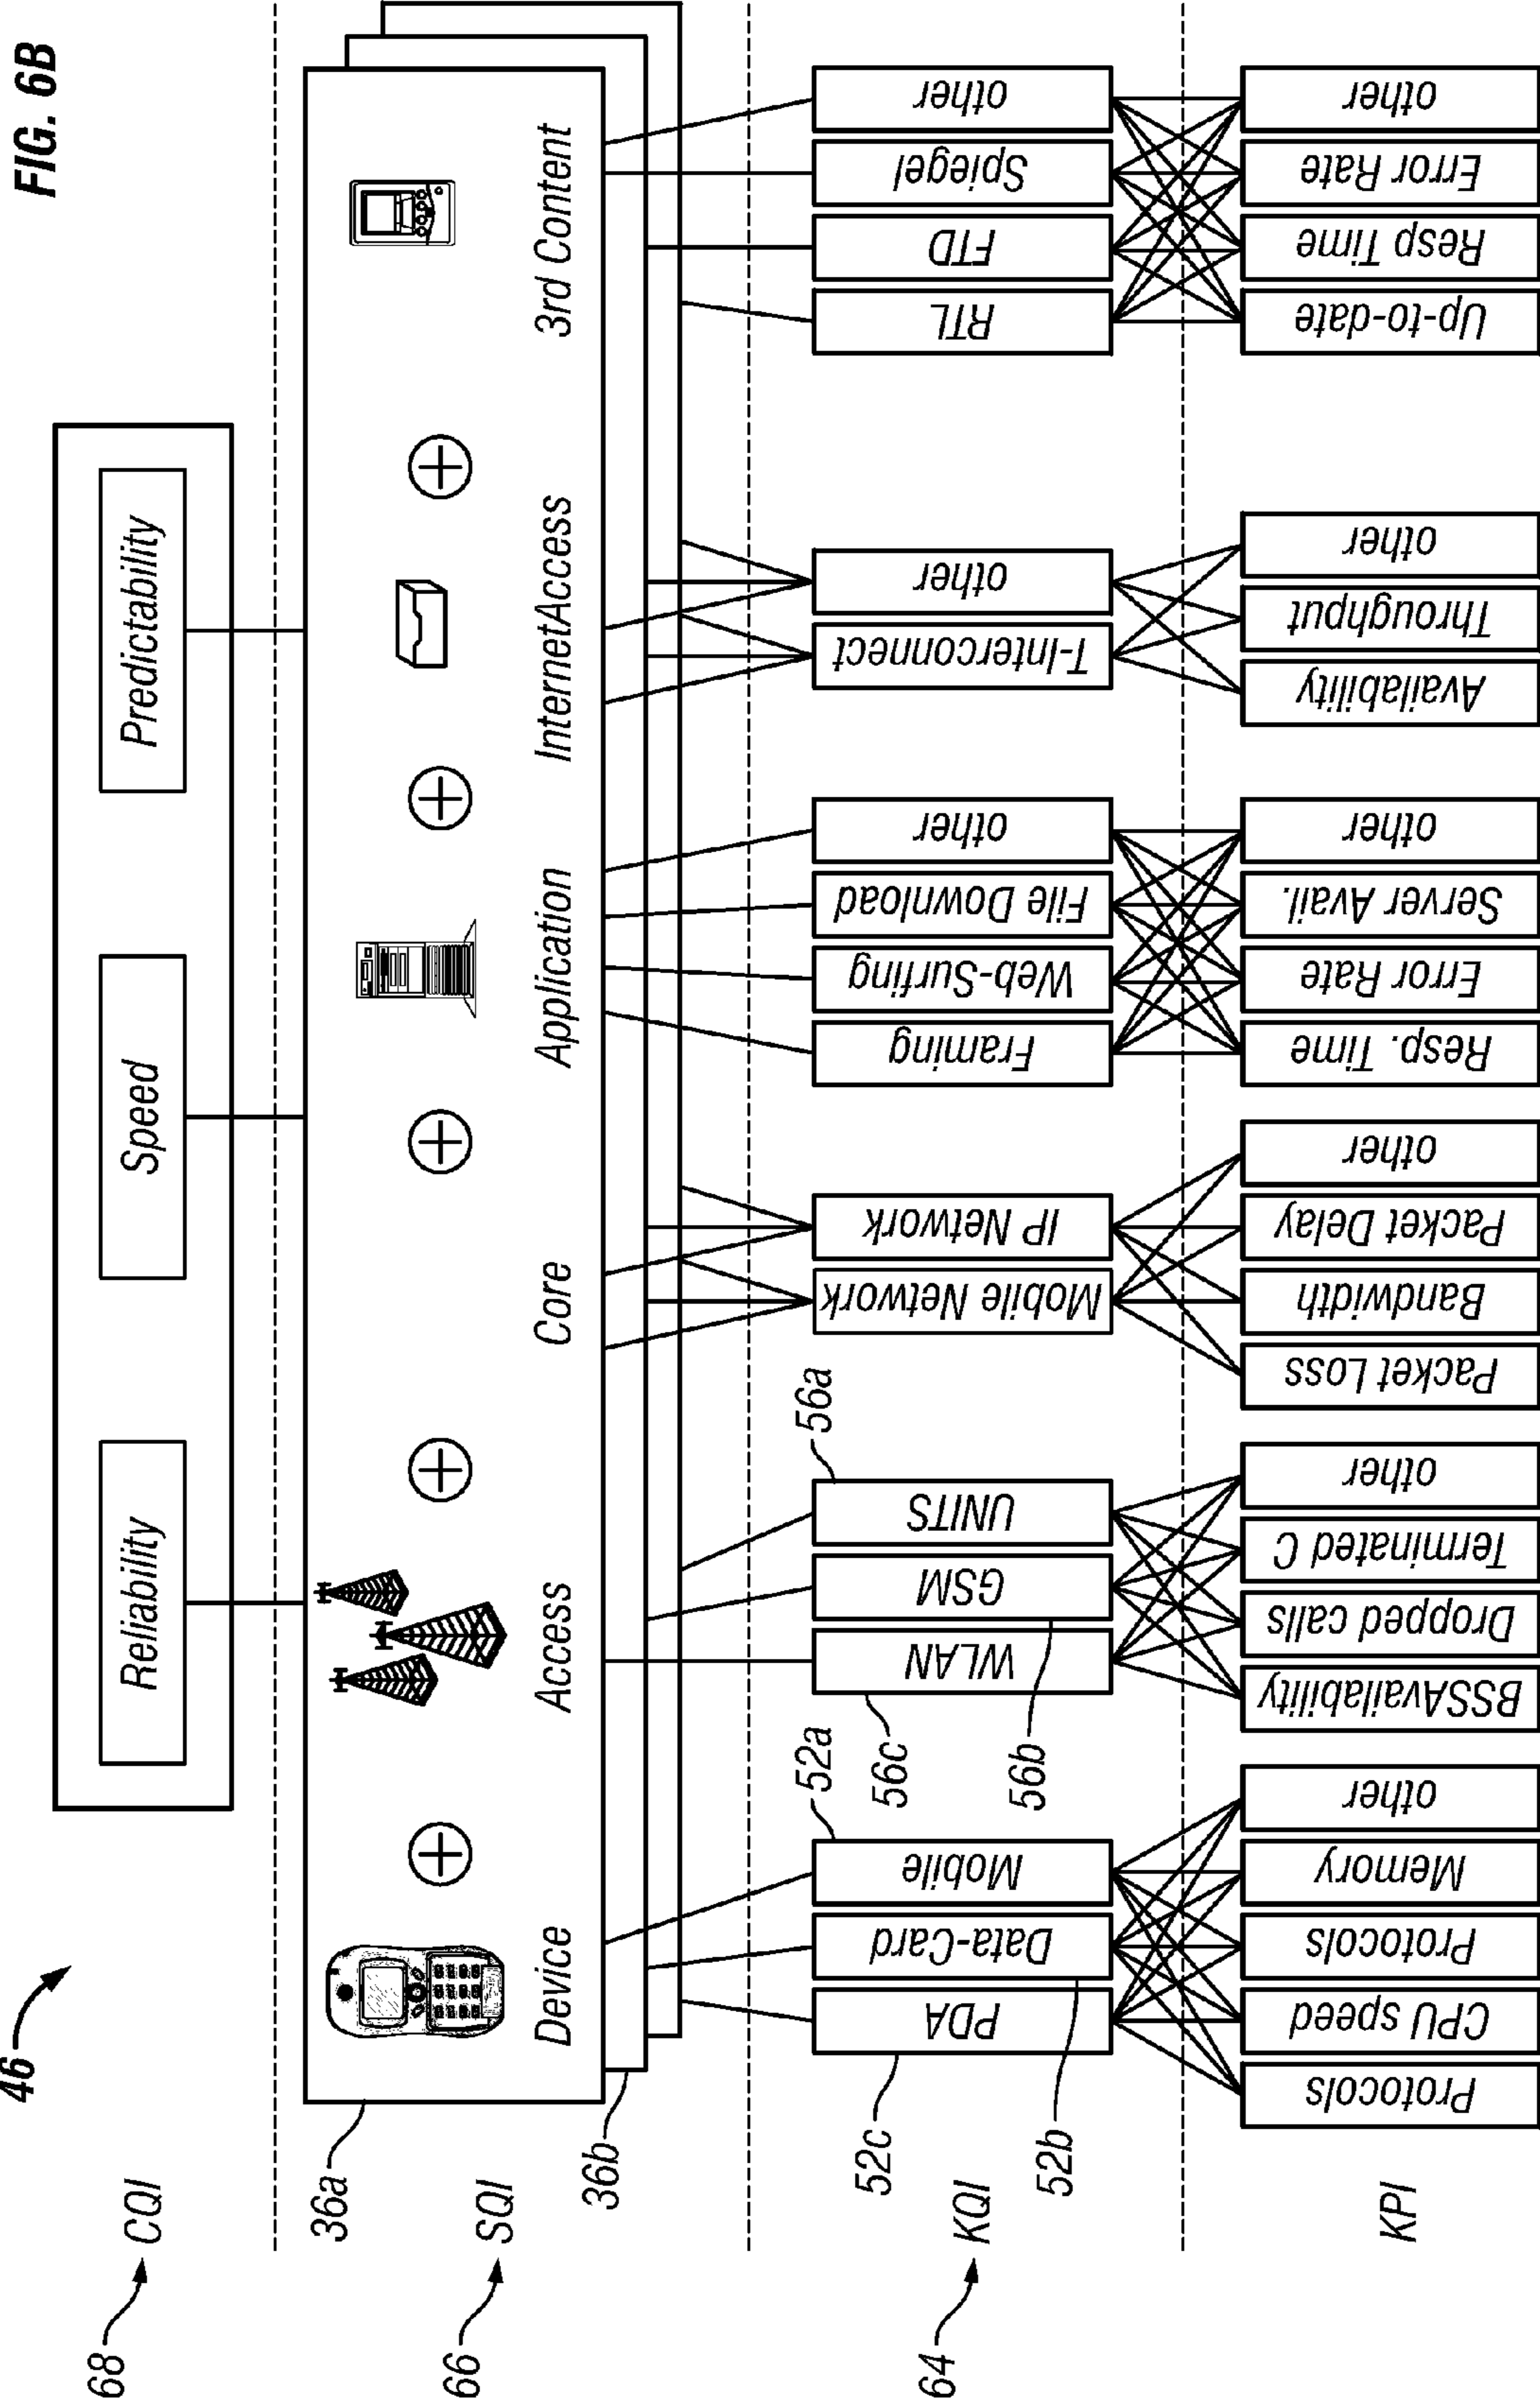 FIG. 6B
46
68
CQI
Reliability
Speed
Predictability
36a
66
SQI
36b
Device
Access
Core
Application
InternetAccess
3rd Content
64
KQI
52c
52b
52a
56c
56b
56a
PDA
Data-Card
Mobile
WLAN
GSM
UNITS
Mobile Network
IP Network
Framing
Web-Surfing
File Download
other
T-Interconnect
other
RTL
FTD
Spiegel
other
KPI
Protocols
CPU speed
Protocols
Memory
other
BSSAvailability
Dropped calls
Terminated C
other
Packet Loss
Bandwidth
Packet Delay
other
Resp. Time
Error Rate
Server Avail.
other
Availability
Throughput
other
Up-to-date
Resp Time
Error Rate
other